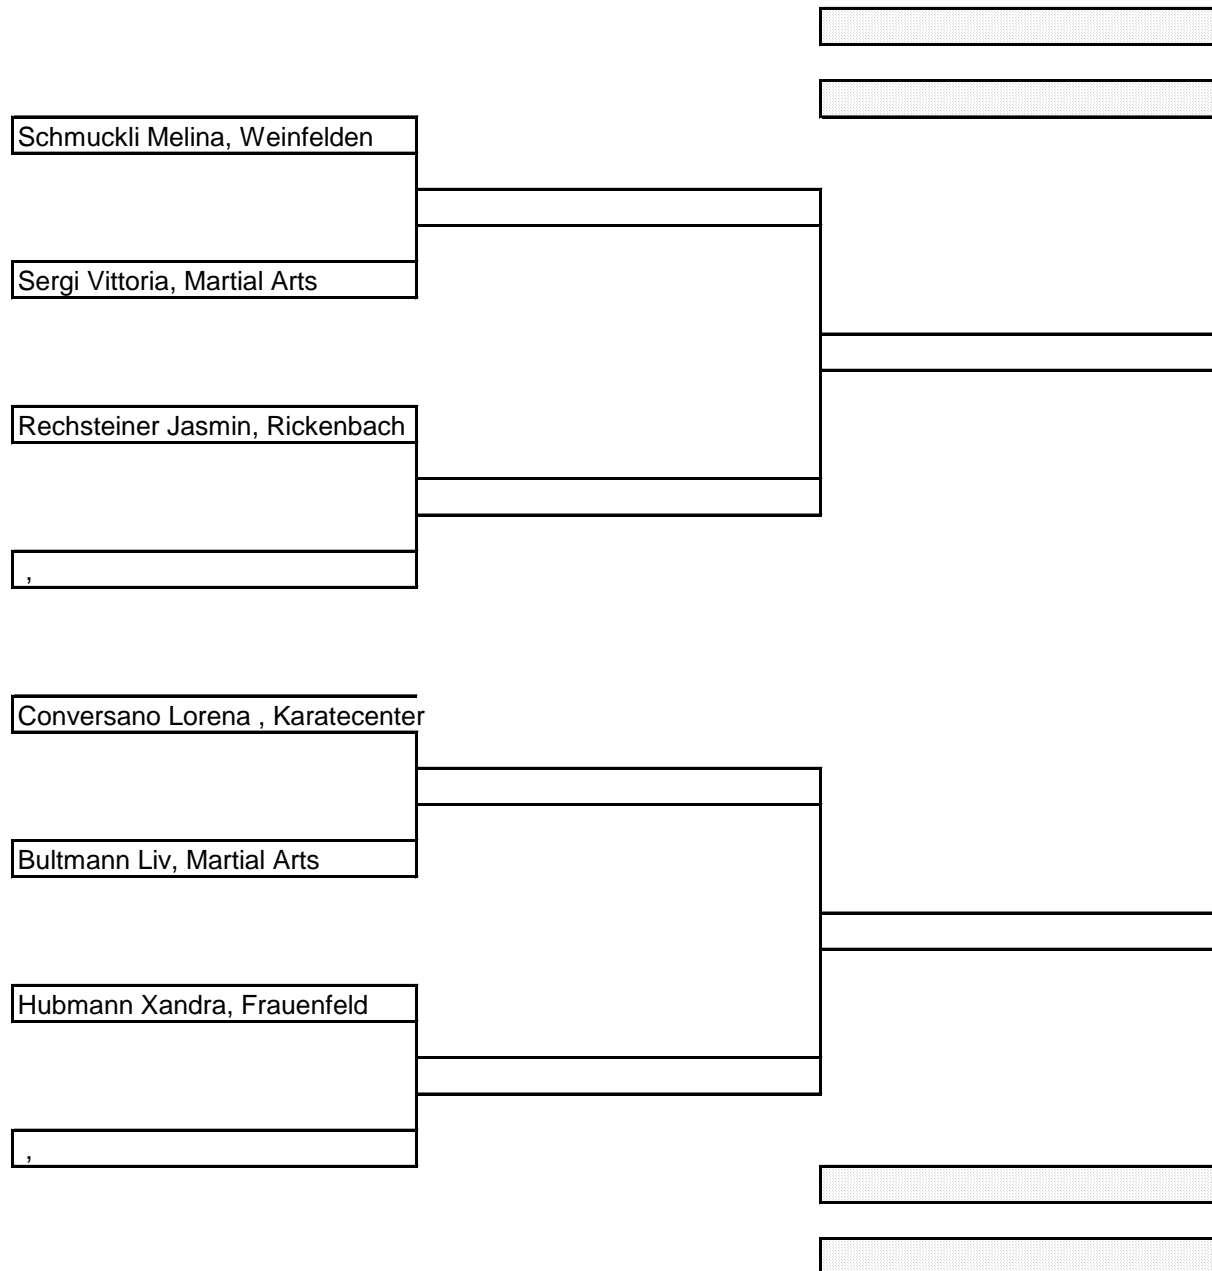 Schmuckli Melina, Weinfelden
Sergi Vittoria, Martial Arts
Rechsteiner Jasmin, Rickenbach
,
Conversano Lorena , Karatecenter
Bultmann Liv, Martial Arts
Hubmann Xandra, Frauenfeld
,